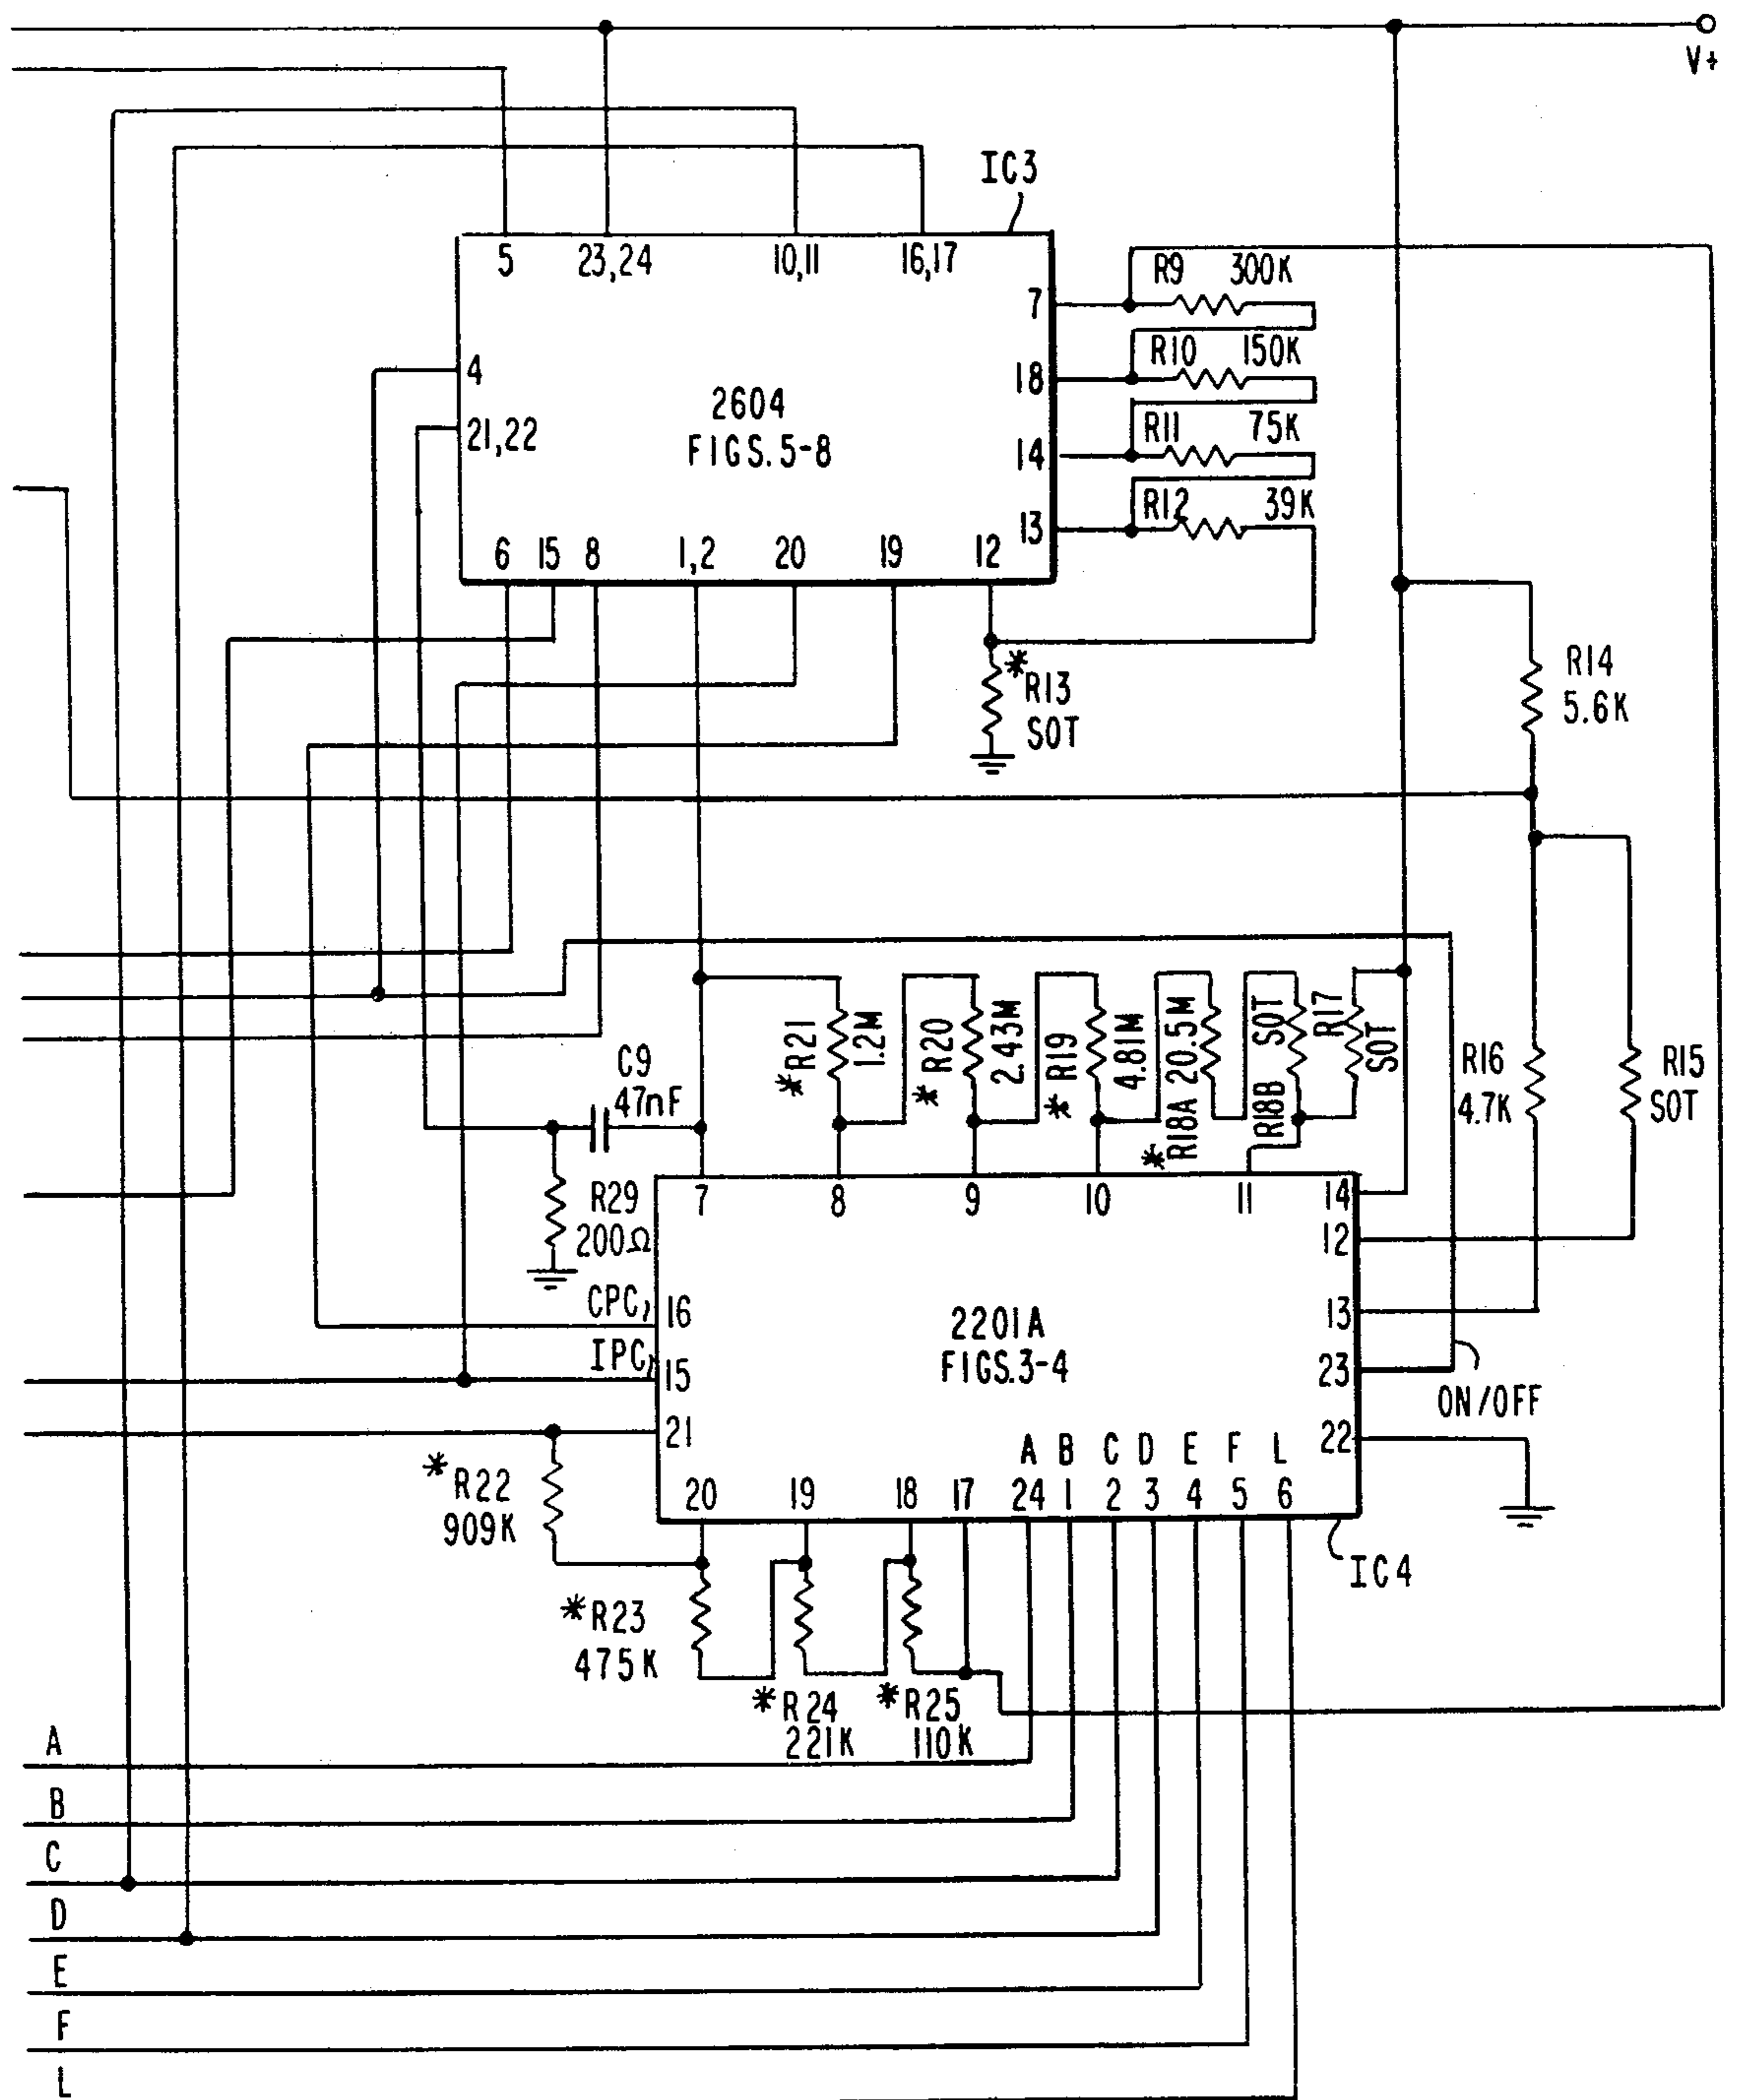 V+
IC3
5 23,24 10,11 16,17
R9 300K
7
R10 150K
4
18
2604
21,22
R11 75K
FIGS.5-8
14
R12 39K
13
6 15 8 1,2 20 19 12
*R13
SOT
R14
5.6K
*R21
1.2M
*R20
2.43M
*R19
4.81M
*R18A 20.5M
R18B SOT
R17
SOT
R16
4.7K
R15
SOT
C9
47nF
7 8 9 10 11 14
R29
200Ω
12
CPC, 16
13
2201A
FIGS.3-4
IPC, 15
23
ON/OFF
21
22
A B C D E F L
20 19 18 17 24 1 2 3 4 5 6
*R22
909K
IC4
*R23
475K
*R24
221K
*R25
110K
A
B
C
D
E
F
L